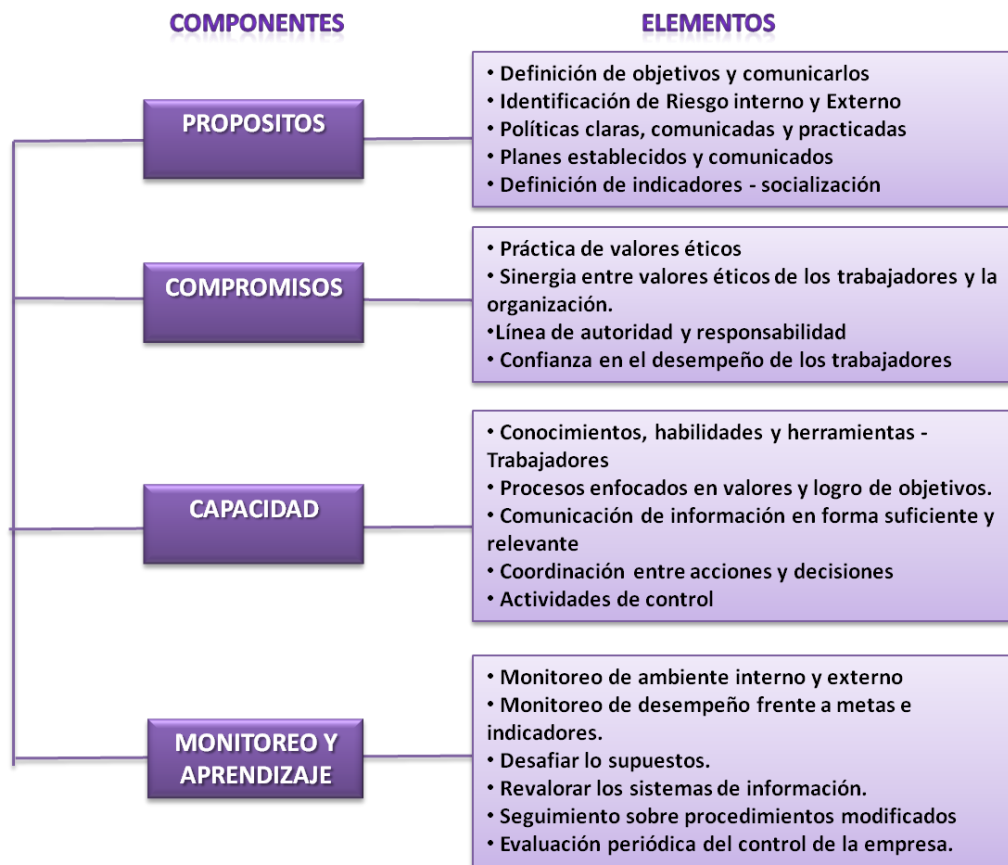 COMPONENTES
ELEMENTOS
PROPOSITOS
• Definición de objetivos y comunicarlos
• Identificación de Riesgo interno y Externo
• Políticas claras, comunicadas y practicadas
• Planes establecidos y comunicados
• Definición de indicadores - socialización
COMPROMISOS
• Práctica de valores éticos
• Sinergia entre valores éticos de los trabajadores y la
organización.
•Línea de autoridad y responsabilidad
• Confianza en el desempeño de los trabajadores
CAPACIDAD
• Conocimientos, habilidades y herramientas -
Trabajadores
• Procesos enfocados en valores y logro de objetivos.
• Comunicación de información en forma suficiente y
relevante
• Coordinación entre acciones y decisiones
• Actividades de control
MONITOREO Y
APRENDIZAJE
• Monitoreo de ambiente interno y externo
• Monitoreo de desempeño frente a metas e
indicadores.
• Desafiar lo supuestos.
• Revalorar los sistemas de información.
• Seguimiento sobre procedimientos modificados
• Evaluación periódica del control de la empresa.